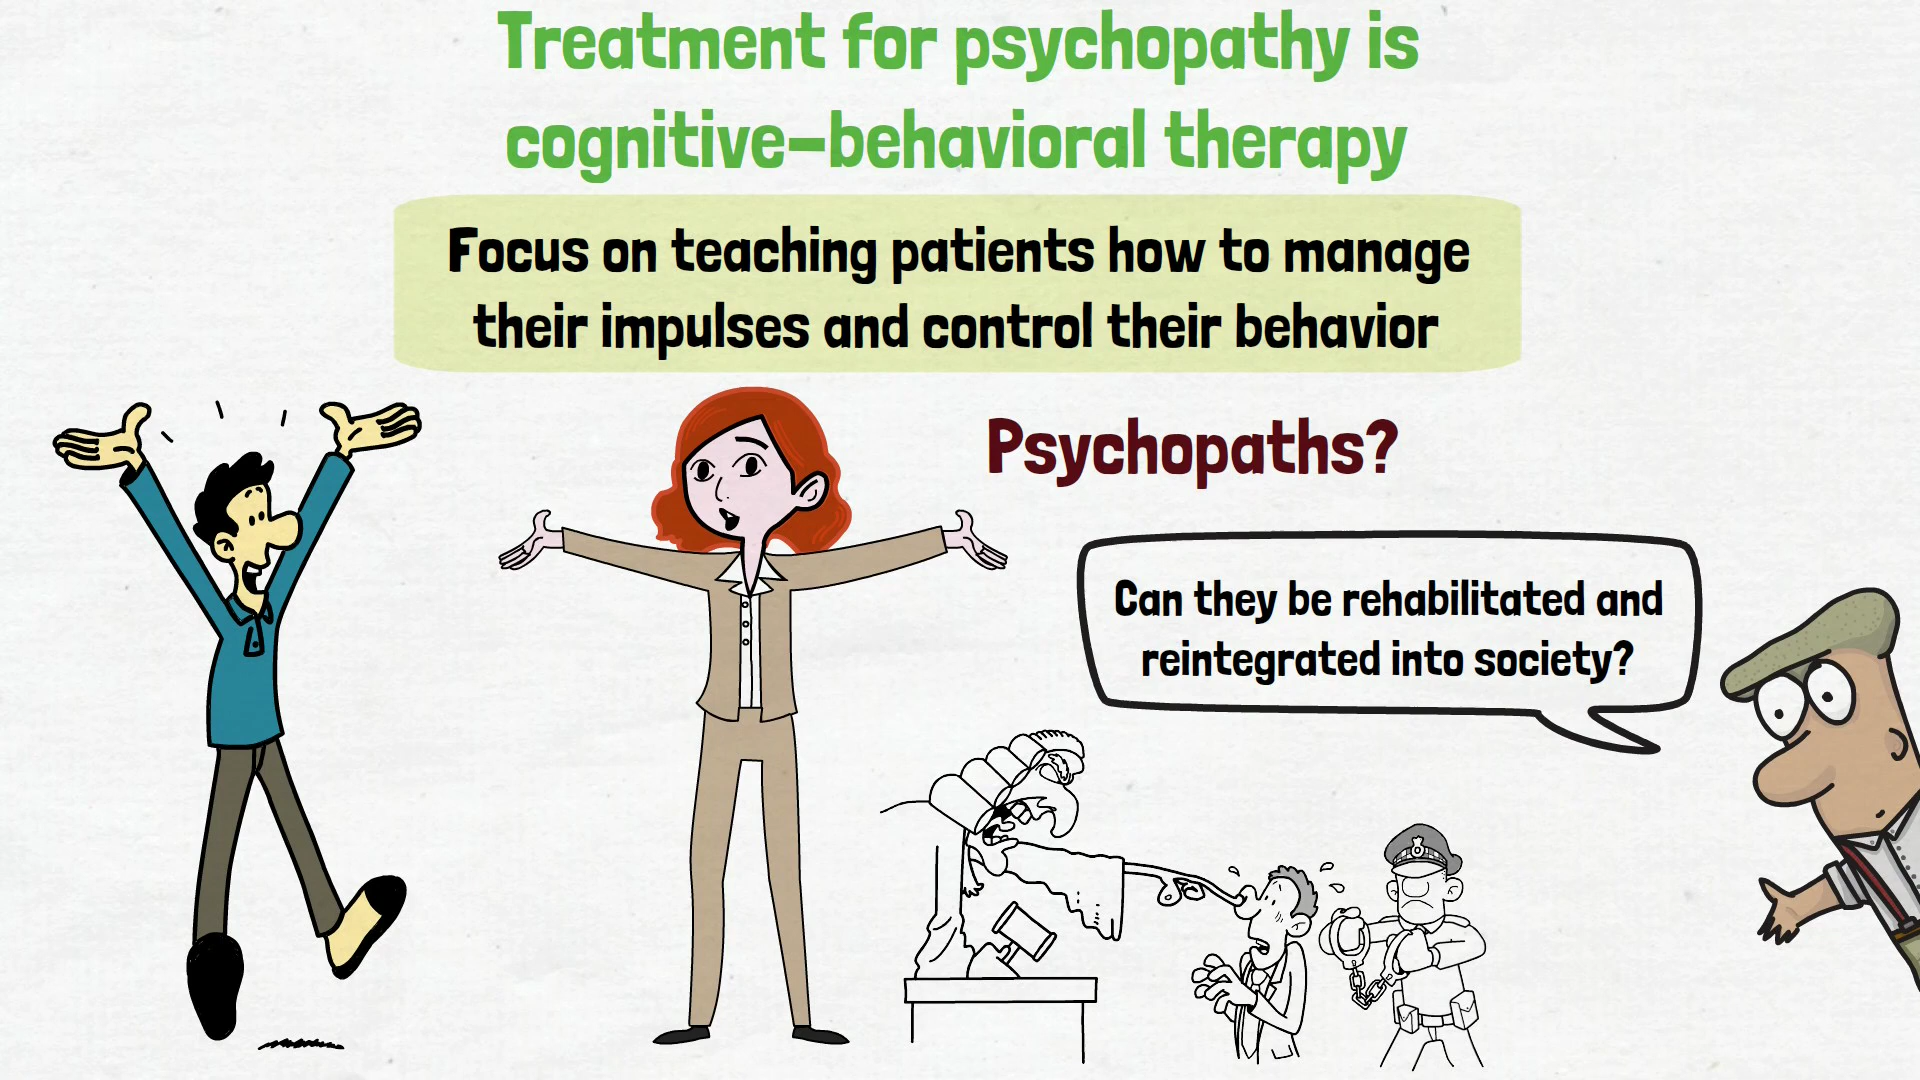 Treatment for psychopathy is
cognitive-behavioral therapy
Focus on teaching patients how to manage
their impulses and control their behavior
Psychopaths?
Can they be rehabilitated and
reintegrated into society?